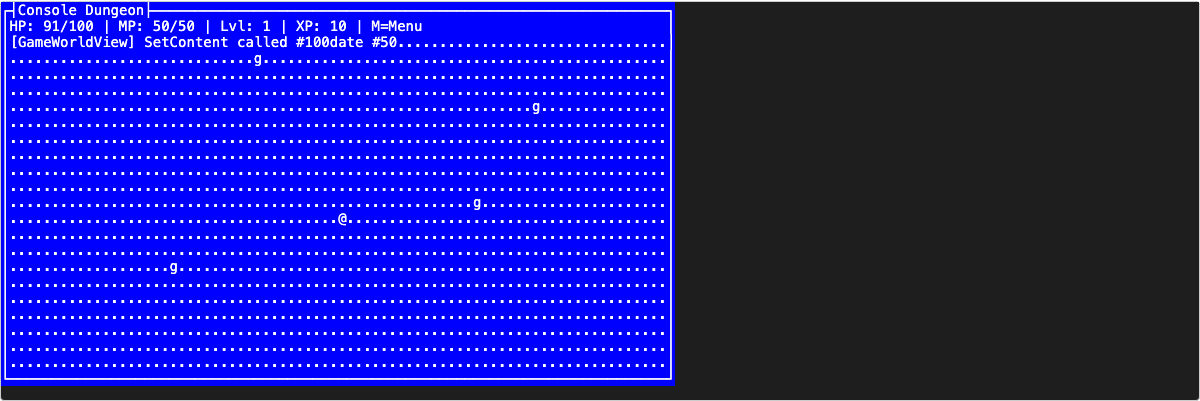 Console Dungeon
HP: 91/100 | MP: 50/50 | Lvl: 1 | XP: 10 | M=Menu
[GameWorldView] SetContent called #100date #50................................
.............................g................................................
..............................................................................
..............................................................................
..............................................................g...............
..............................................................................
..............................................................................
..............................................................................
..............................................................................
..............................................................................
.......................................................g......................
.......................................@......................................
..............................................................................
..............................................................................
...................g..........................................................
..............................................................................
..............................................................................
..............................................................................
..............................................................................
..............................................................................
..............................................................................